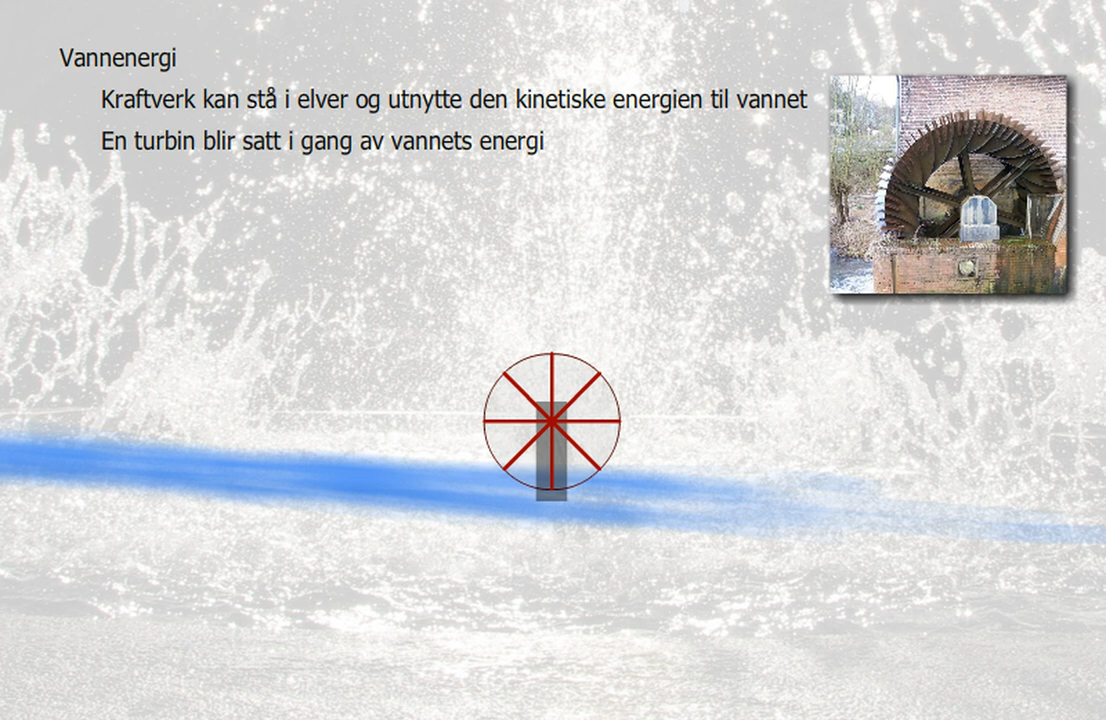 Vannenergi
Kraftverk kan stå i elver og utnytte den kinetiske energien til vannet
En turbin blir satt i gang av vannets energi